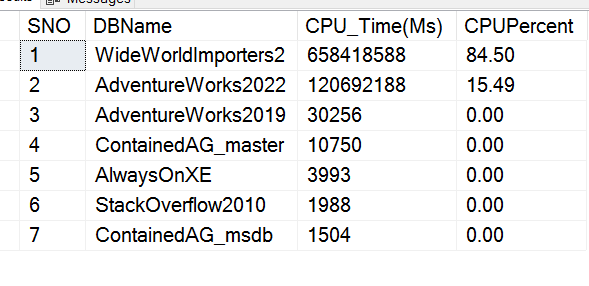 Messages
SNO DBName CPU_Time(Ms) CPUPercent
1 WideWorldImporters2 658418588 84.50
2 AdventureWorks2022 120692188 15.49
3 AdventureWorks2019 30256 0.00
4 ContainedAG_master 10750 0.00
5 AlwaysOnXE 3993 0.00
6 StackOverflow2010 1988 0.00
7 ContainedAG_msdb 1504 0.00